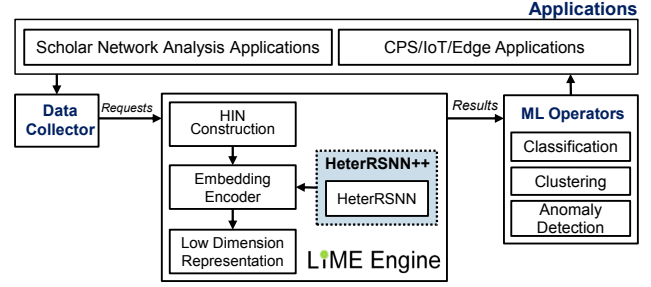 Applications
Scholar Network Analysis Applications
CPS/IoT/Edge Applications
Data
Collector
Requests
HIN
Construction
Embedding
Encoder
Low Dimension
Representation
HeterRSNN++
HeterRSNN
LiME Engine
Results
ML Operators
Classification
Clustering
Anomaly
Detection